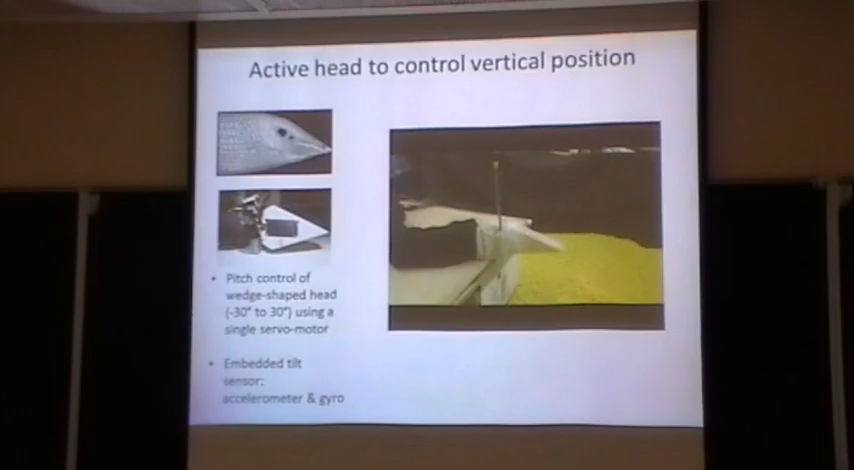 Active head to control vertical position
• Pitch control of
wedge-shaped head
(-30° to 30°) using a
single servo-motor
• Embedded tilt
sensor:
accelerometer & gyro